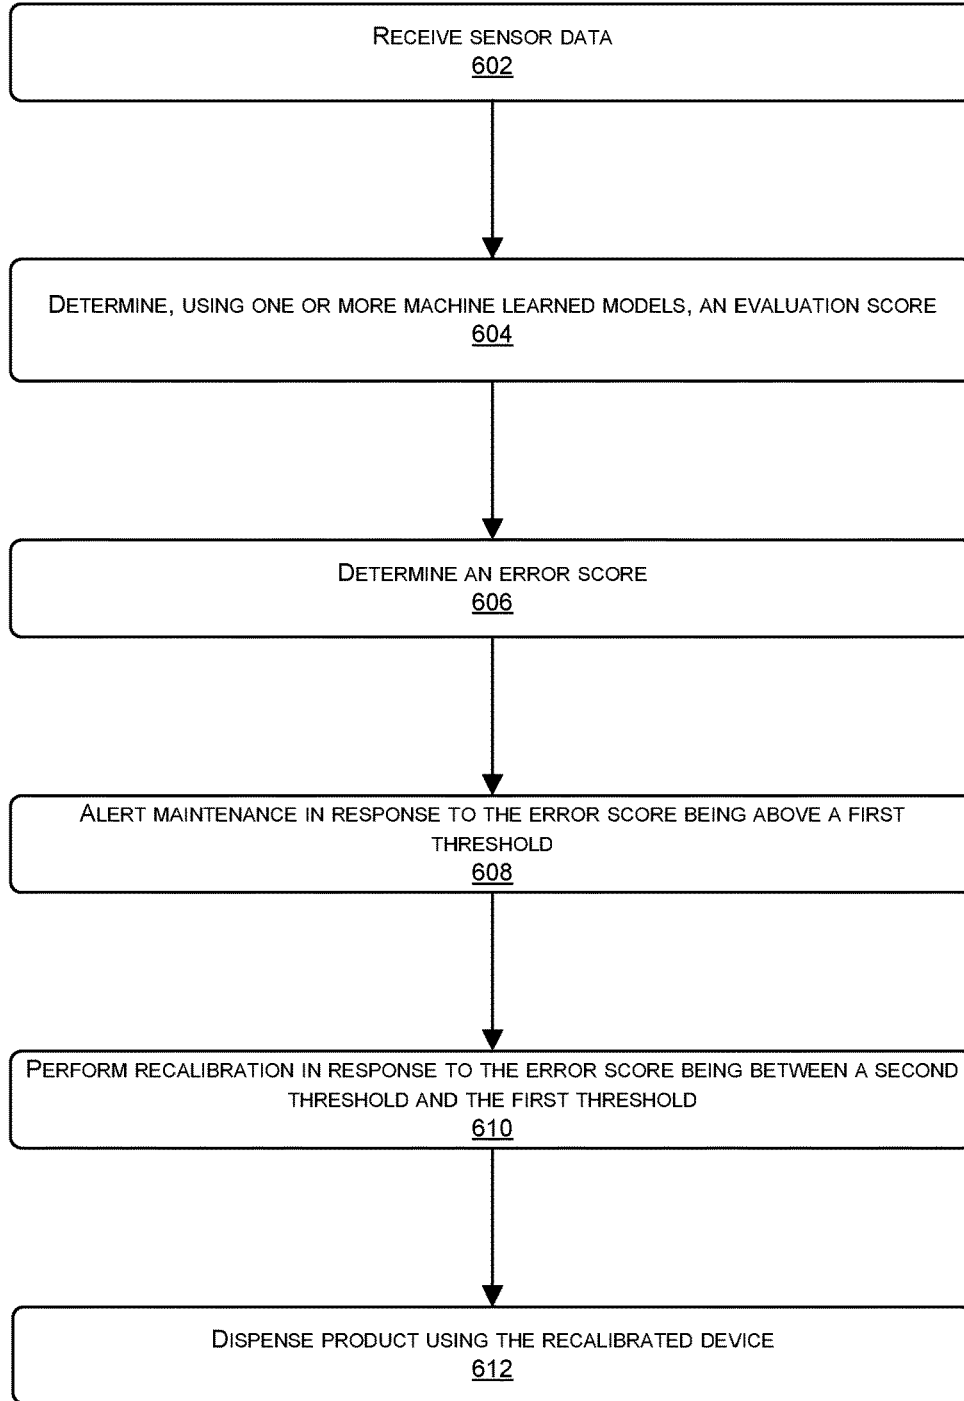 RECEIVE SENSOR DATA
602
DETERMINE, USING ONE OR MORE MACHINE LEARNED MODELS, AN EVALUATION SCORE
604
DETERMINE AN ERROR SCORE
606
ALERT MAINTENANCE IN RESPONSE TO THE ERROR SCORE BEING ABOVE A FIRST
THRESHOLD
608
PERFORM RECALIBRATION IN RESPONSE TO THE ERROR SCORE BEING BETWEEN A SECOND
THRESHOLD AND THE FIRST THRESHOLD
610
DISPENSE PRODUCT USING THE RECALIBRATED DEVICE
612